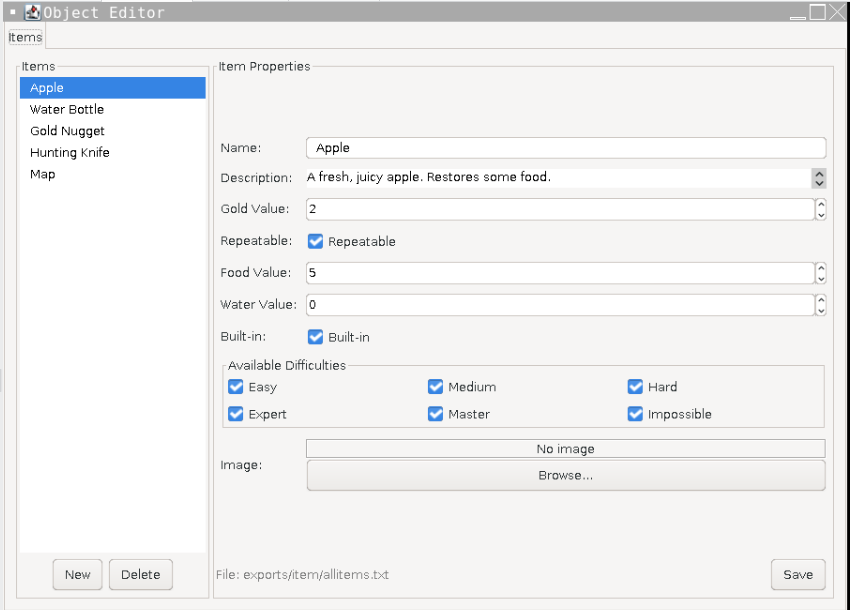 Object Editor
Items
Items
Apple
Water Bottle
Gold Nugget
Hunting Knife
Map
New
Delete
Item Properties
Name: Apple
Description: A fresh, juicy apple. Restores some food.
Gold Value: 2
Repeatable: Repeatable
Food Value: 5
Water Value: 0
Built-in: Built-in
Available Difficulties
Easy Medium Hard
Expert Master Impossible
No image
Image:
Browse...
File: exports/item/allitems.txt
Save